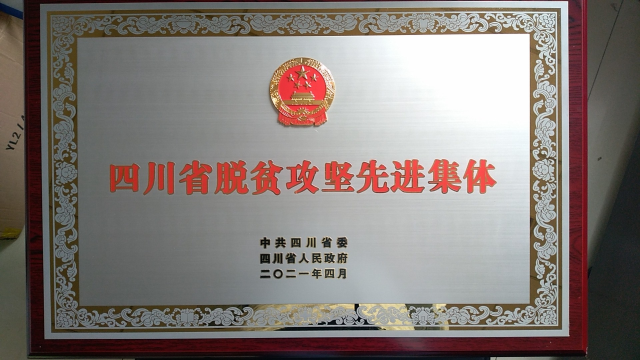 四川省脱贫攻坚先进集体
中共四川省委
四川省人民政府
二〇二一年四月
YL2/